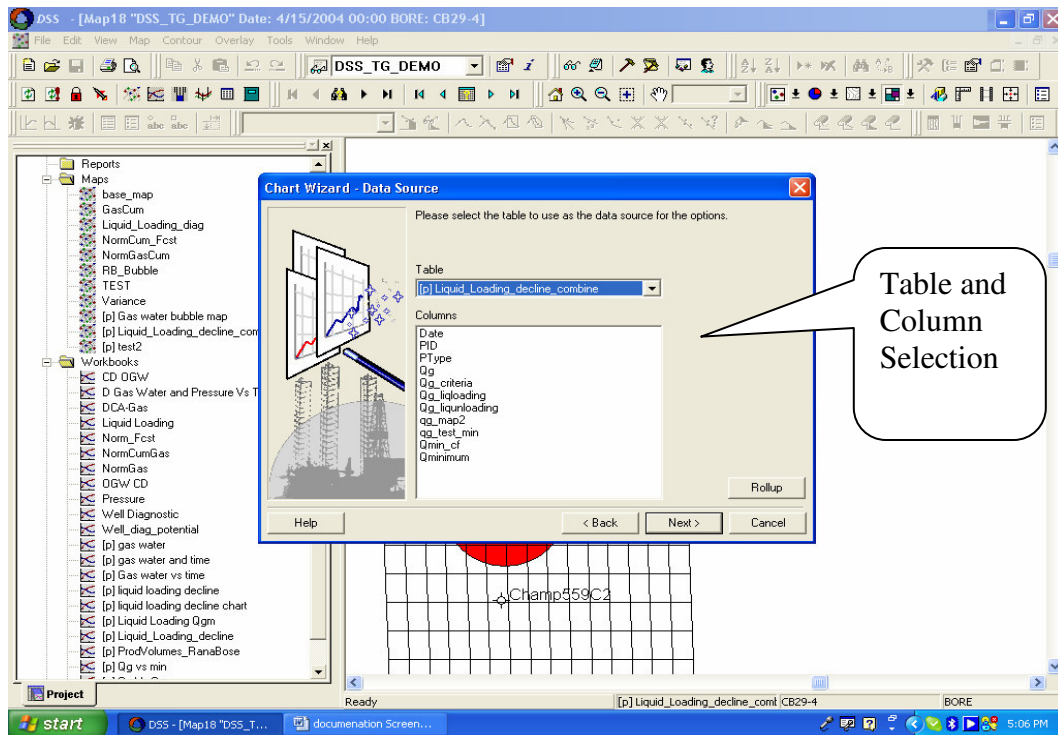 DSS - [Map18 "DSS_TG_DEMO" Date: 4/15/2004 00:00 BORE: CB29-4]
File Edit View Map Contour Overlay Tools Window Help
DSS_TG_DEMO
Reports
Maps
base_map
GasCum
Liquid_Loading_diag
NormCum_Fcst
NormGasCum
RB_Bubble
TEST
Variance
[p] Gas water bubble map
[p] Liquid_Loading_decline_com
[p] test2
Workbooks
CD OGW
D Gas Water and Pressure Vs T
DCA-Gas
Liquid Loading
Norm_Fcst
NormCumGas
NormGas
OGW CD
Pressure
Well Diagnostic
Well_diag_potential
[p] gas water
[p] gas water and time
[p] Gas water vs time
[p] liquid loading decline
[p] liquid loading decline chart
[p] Liquid Loading Qgm
[p] Liquid_Loading_decline
[p] ProdVolumes_RanaBose
[p] Qg vs min
Project
Chart Wizard - Data Source
Please select the table to use as the data source for the options.
Table
[p] Liquid_Loading_decline_combine
Columns
Date
PID
PType
Qg
Qg_criteria
Qg_liqloading
Qg_liqunloading
qg_map2
qg_test_min
Qmin_cf
Qminimum
Rollup
Help
< Back
Next >
Cancel
Table and
Column
Selection
Champ559C2
Ready
[p] Liquid_Loading_decline_coml
CB29-4
BORE
start
DSS - [Map18 "DSS_T...
documenation Screen...
5:06 PM